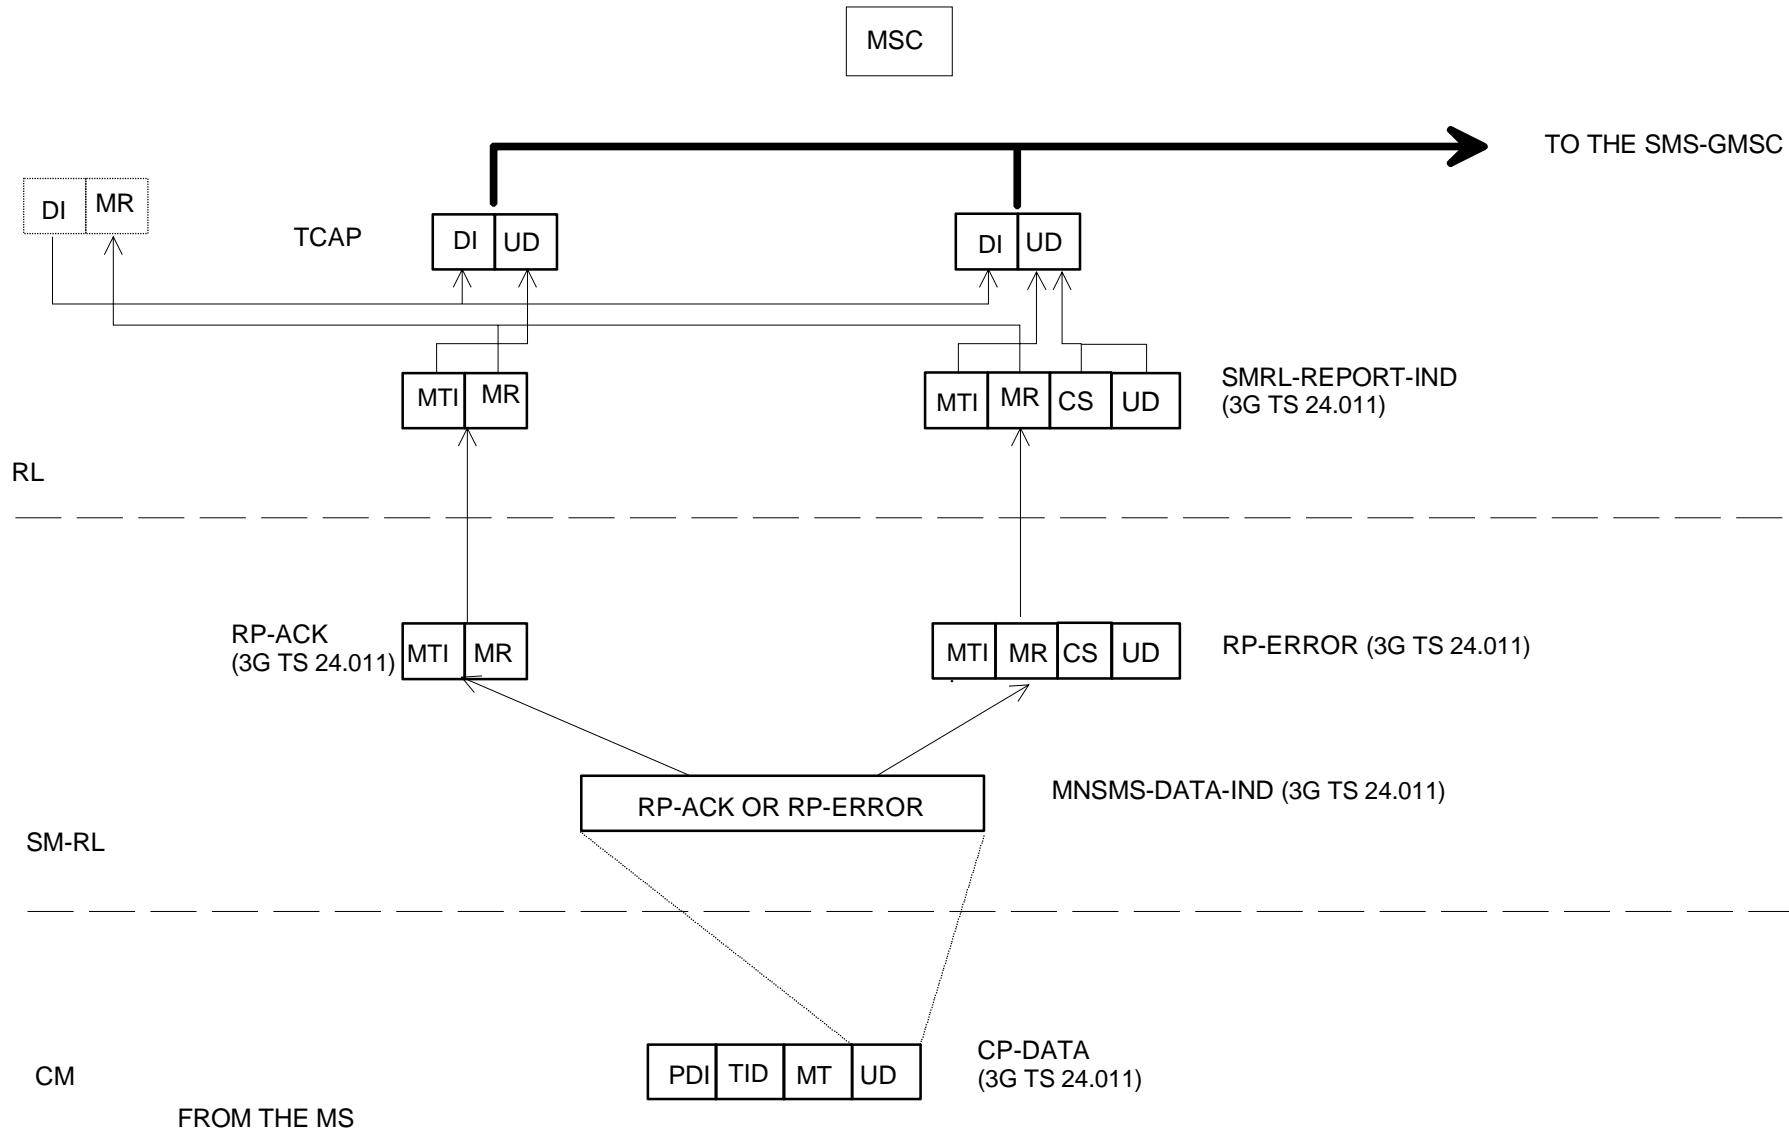 MSC
TO THE SMS-GMSC
DI MR
TCAP
DI UD
DI UD
MTI MR
MTI MR CS UD
SMRL-REPORT-IND
(3G TS 24.011)
RL
RP-ACK
(3G TS 24.011)
MTI MR
MTI MR CS UD
RP-ERROR (3G TS 24.011)
RP-ACK OR RP-ERROR
MNSMS-DATA-IND (3G TS 24.011)
SM-RL
PDI TID MT UD
CP-DATA
(3G TS 24.011)
CM
FROM THE MS